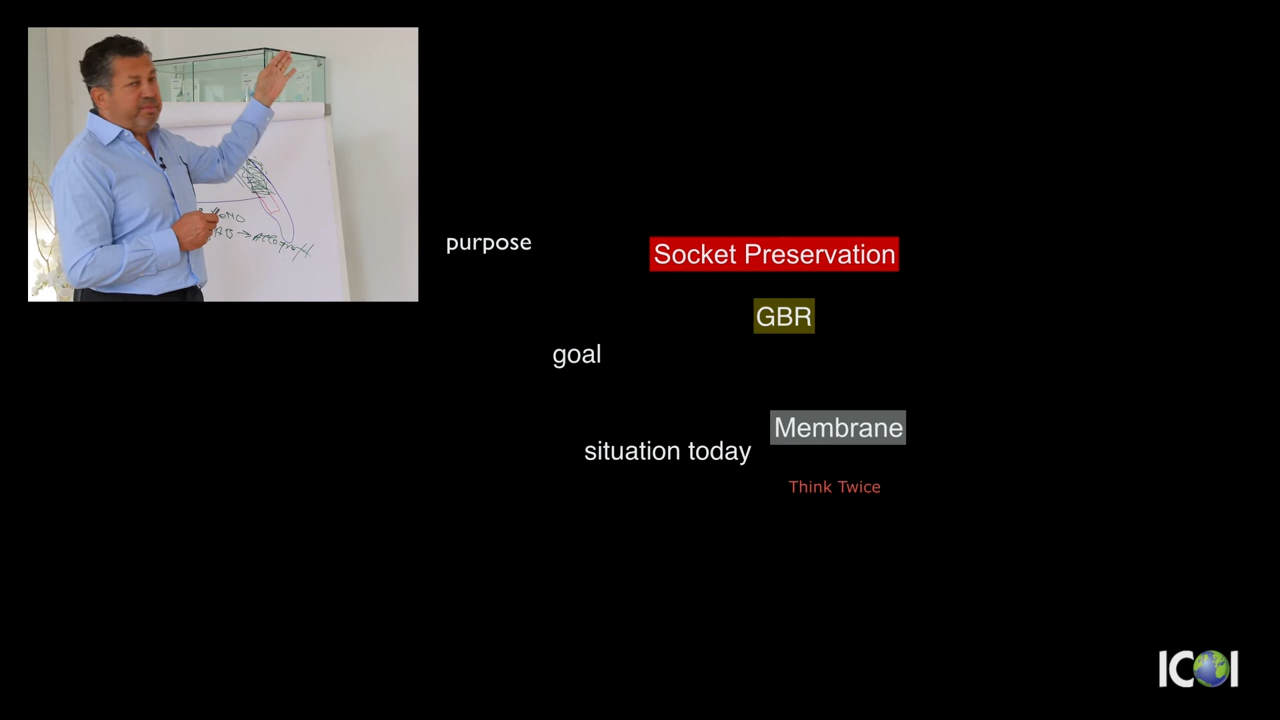 purpose
Socket Preservation
GBR
goal
Membrane
situation today
Think Twice
ICOI